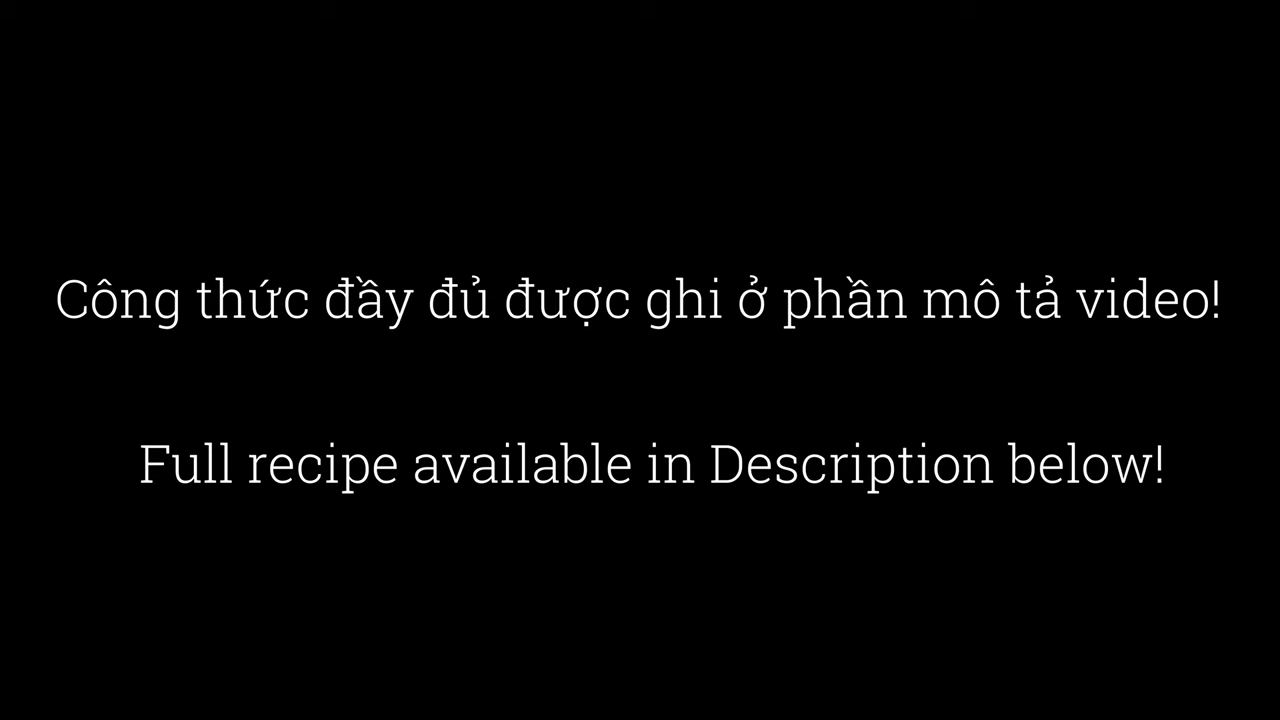 Công thức đầy đủ được ghi ở phần mô tả video!
Full recipe available in Description below!